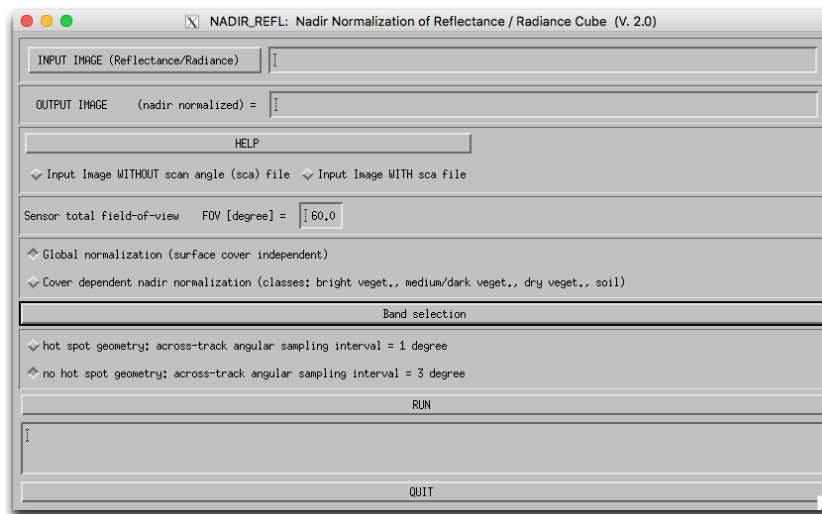 NADIR_REFL: Nadir Normalization of Reflectance / Radiance Cube (V. 2.0)
INPUT IMAGE (Reflectance/Radiance)
OUTPUT IMAGE (nadir normalized) =
HELP
Input Image WITHOUT scan angle (sca) file Input Image WITH sca file
Sensor total field-of-view FOV [degree] = 60.0
Global normalization (surface cover independent)
Cover dependent nadir normalization (classes: bright veget., medium/dark veget., dry veget., soil)
Band selection
hot spot geometry: across-track angular sampling interval = 1 degree
no hot spot geometry: across-track angular sampling interval = 3 degree
RUN
QUIT